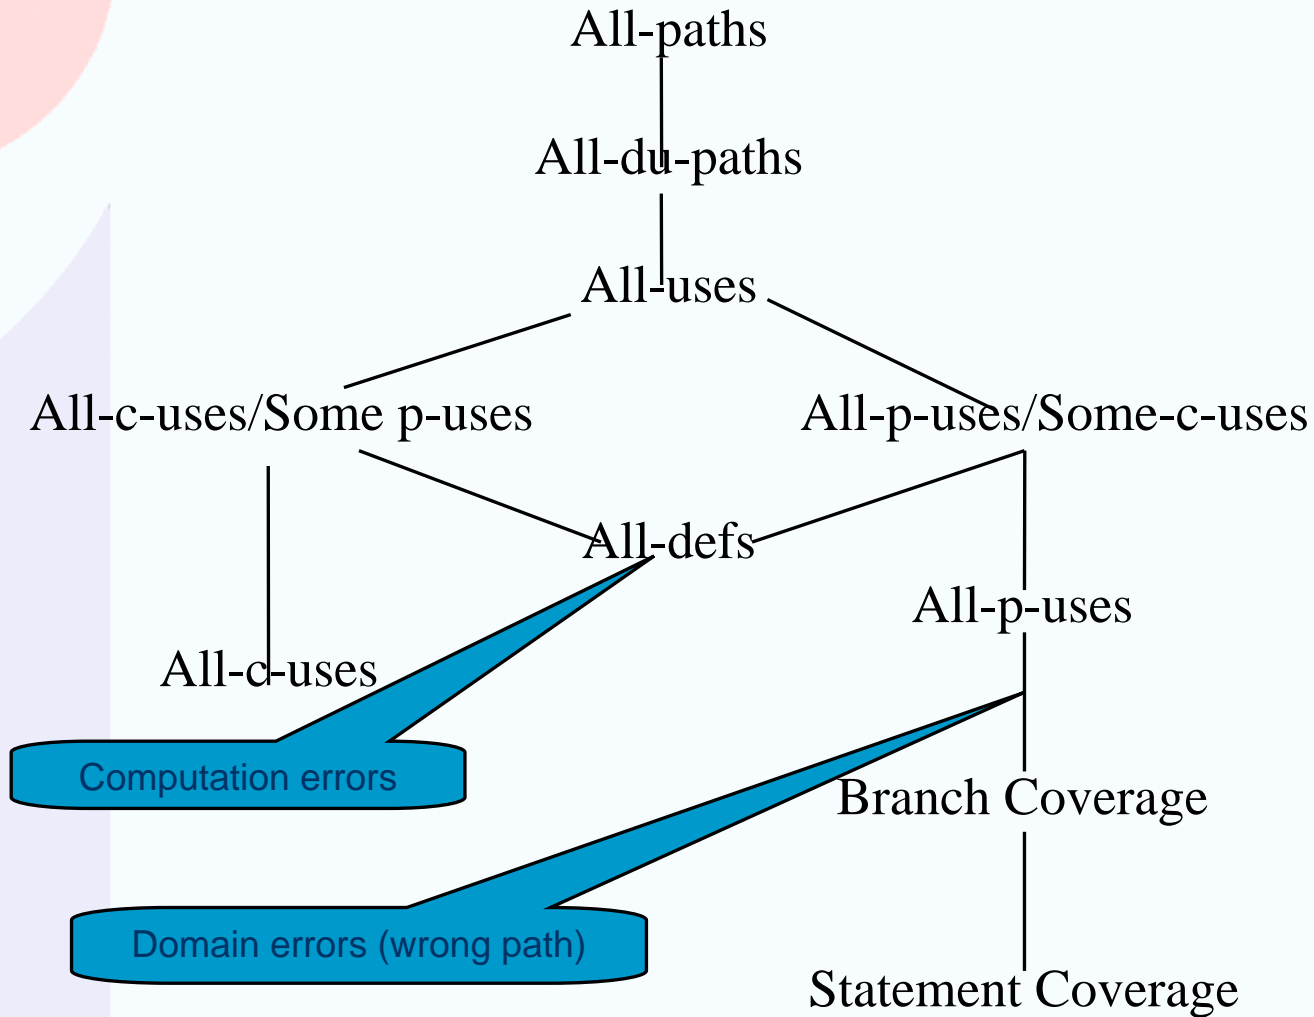 All-paths
All-du-paths
All-uses
All-c-uses/Some p-uses
All-p-uses/Some-c-uses
All-defs
All-p-uses
All-c-uses
Computation errors
Branch Coverage
Domain errors (wrong path)
Statement Coverage